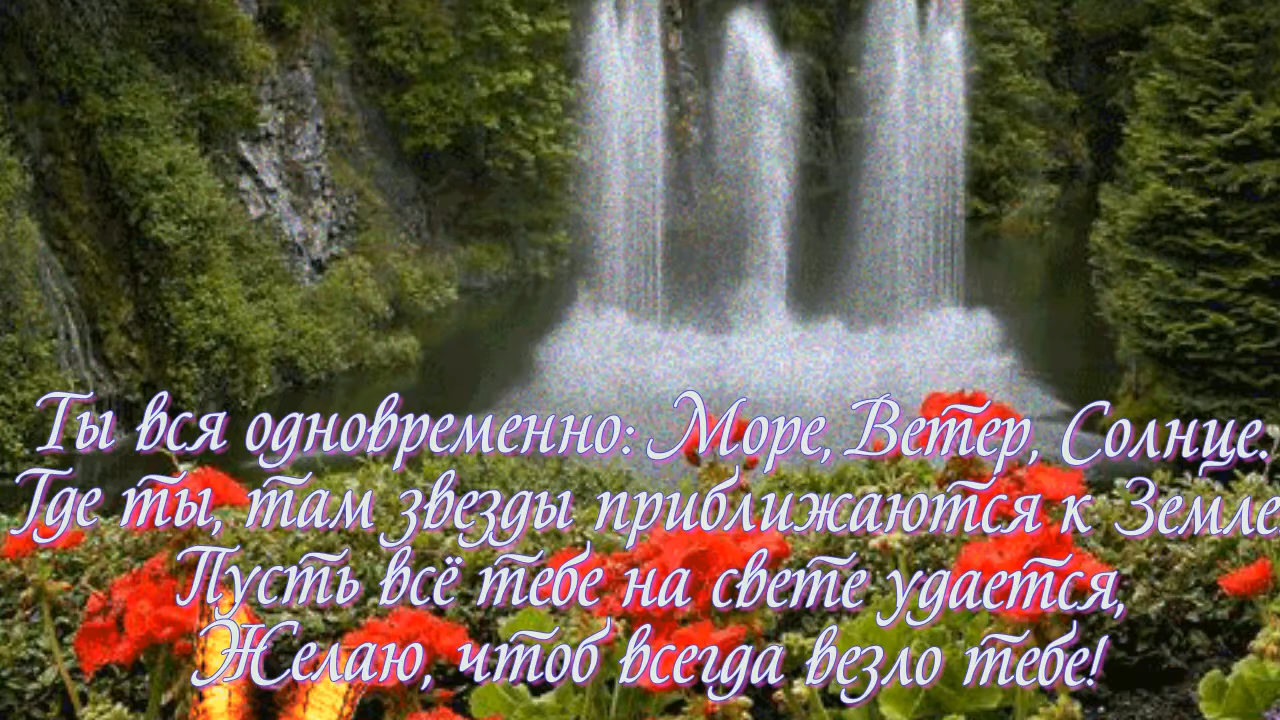 Ты вся одновременно: Море, Ветер, Солнце.
Где ты, там звезды приближаются к Земле
Пусть всё тебе на свете удается,
Желаю, чтоб всегда везло тебе!